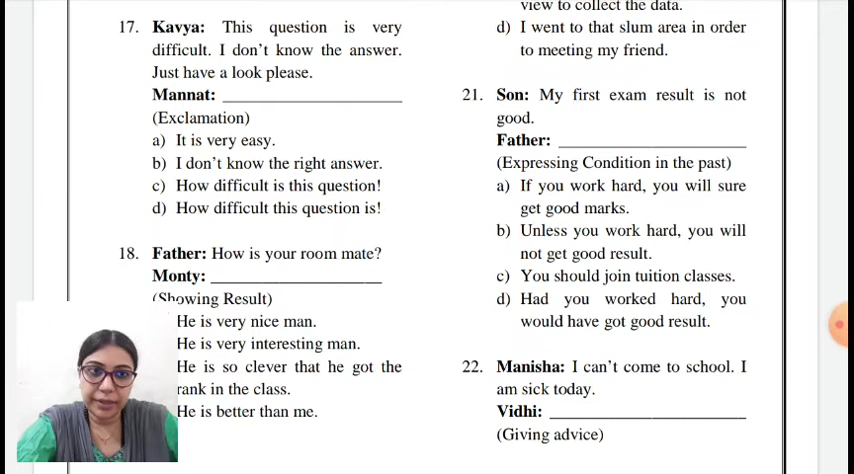 17. Kavya: This question is very
difficult. I don't know the answer.
Just have a look please.
Mannat: ____________________
(Exclamation)
a) It is very easy.
b) I don't know the right answer.
c) How difficult is this question!
d) How difficult this question is!
18. Father: How is your room mate?
Monty: ____________________
(Showing Result)
He is very nice man.
He is very interesting man.
He is so clever that he got the
rank in the class.
He is better than me.
view to collect the data.
d) I went to that slum area in order
to meeting my friend.
21. Son: My first exam result is not
good.
Father: ____________________
(Expressing Condition in the past)
a) If you work hard, you will sure
get good marks.
b) Unless you work hard, you will
not get good result.
c) You should join tuition classes.
d) Had you worked hard, you
would have got good result.
22. Manisha: I can't come to school. I
am sick today.
Vidhi: ____________________
(Giving advice)